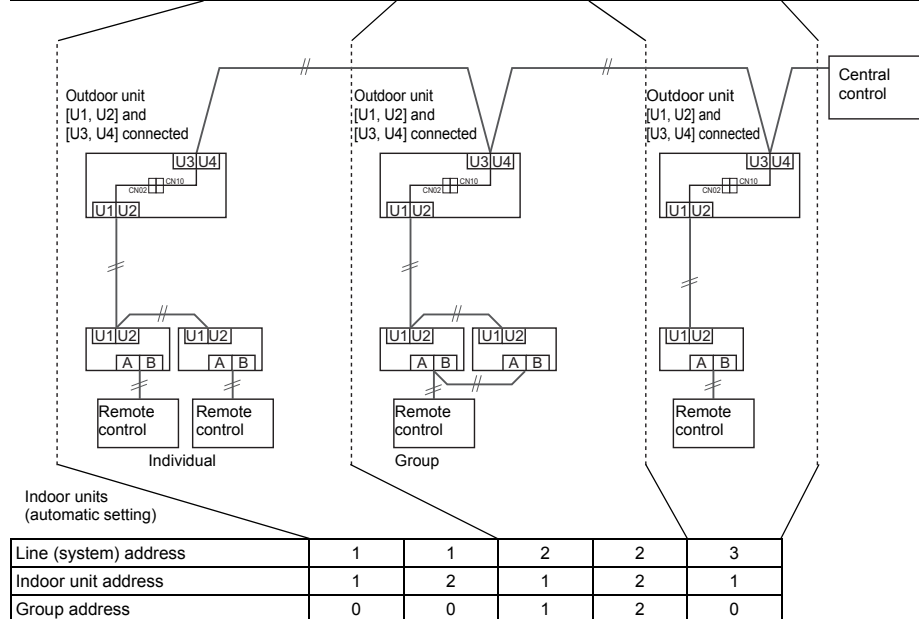 Central
control
Outdoor unit
[U1, U2] and
[U3, U4] connected
Outdoor unit
[U1, U2] and
[U3, U4] connected
Outdoor unit
[U1, U2] and
[U3, U4] connected
U3 U4
U3 U4
U3 U4
CN02 CN10
CN02 CN10
CN02 CN10
U1 U2
U1 U2
U1 U2
U1 U2 U1 U2
U1 U2 U1 U2
U1 U2
A B A B
A B A B
A B
Remote
control
Remote
control
Remote
control
Remote
control
Individual
Group
Indoor units
(automatic setting)
Line (system) address 1 1 2 2 3
Indoor unit address 1 2 1 2 1
Group address 0 0 1 2 0